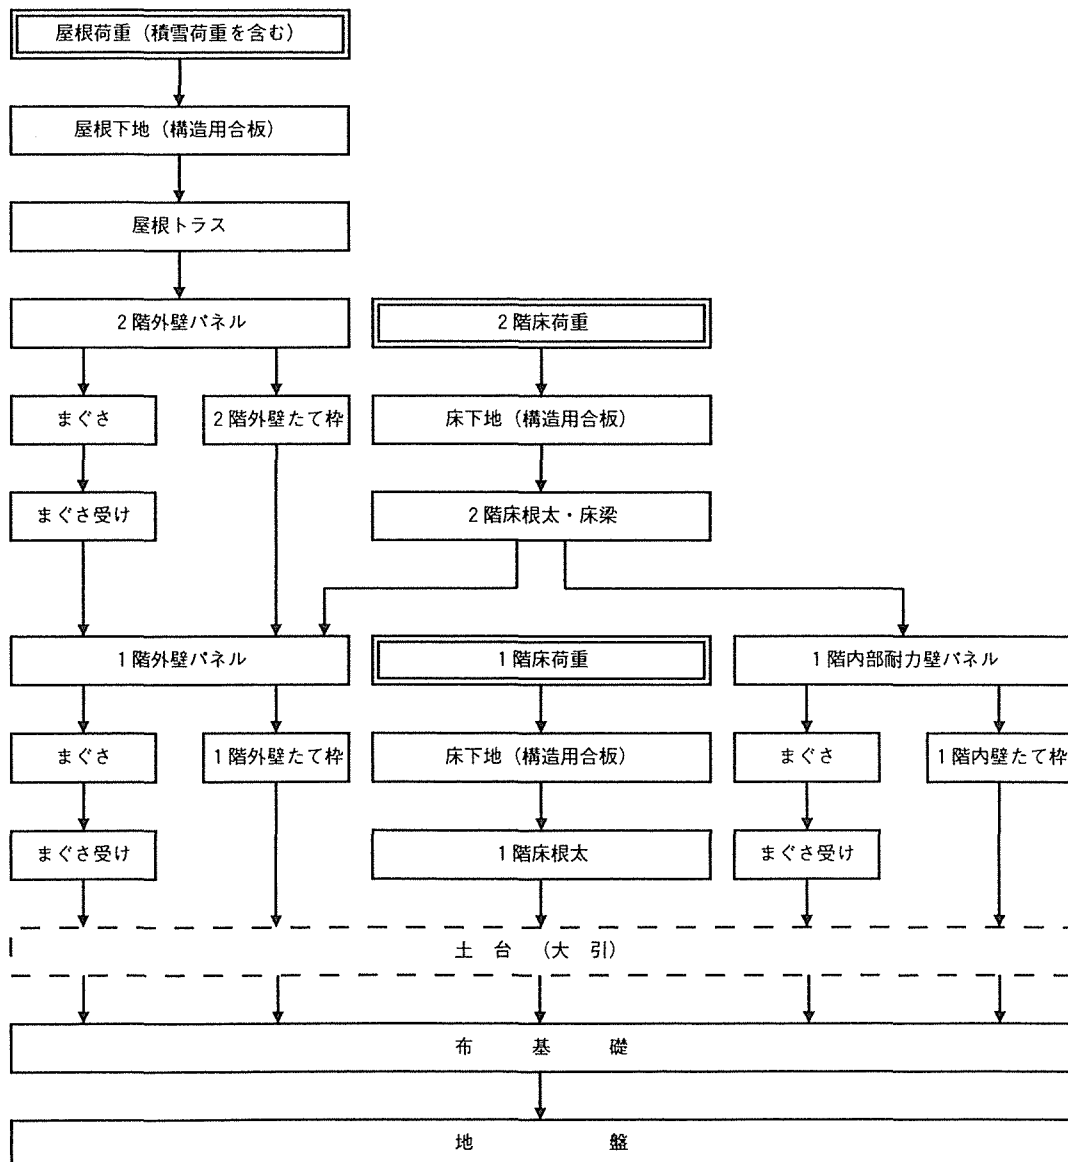 屋根荷重（積雪荷重を含む）
屋根下地（構造用合板）
屋根トラス
2階外壁パネル
2階床荷重
まぐさ
2階外壁たて枠
床下地（構造用合板）
まぐさ受け
2階床根太・床梁
1階外壁パネル
1階床荷重
1階内部耐力壁パネル
まぐさ
1階外壁たて枠
床下地（構造用合板）
まぐさ
1階内壁たて枠
まぐさ受け
1階床根太
まぐさ受け
土　台　（大　引）
布　基　礎
地　盤